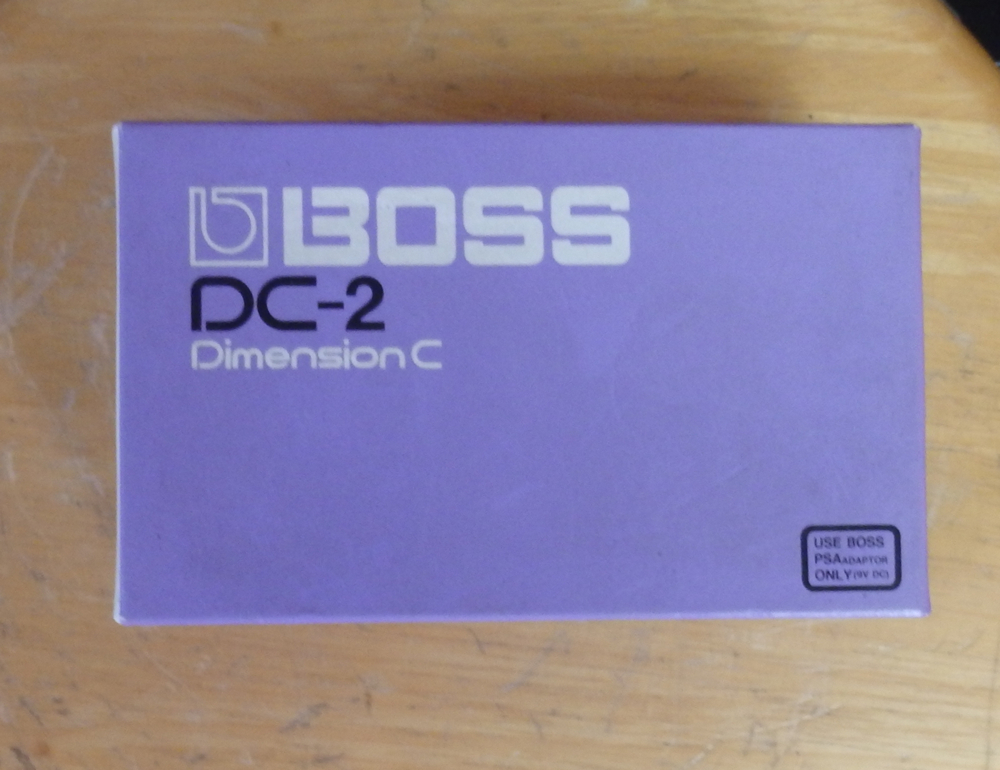 BOSS
DC-2
Dimension C
USE BOSS
PSA ADAPTOR
ONLY (9V DC)